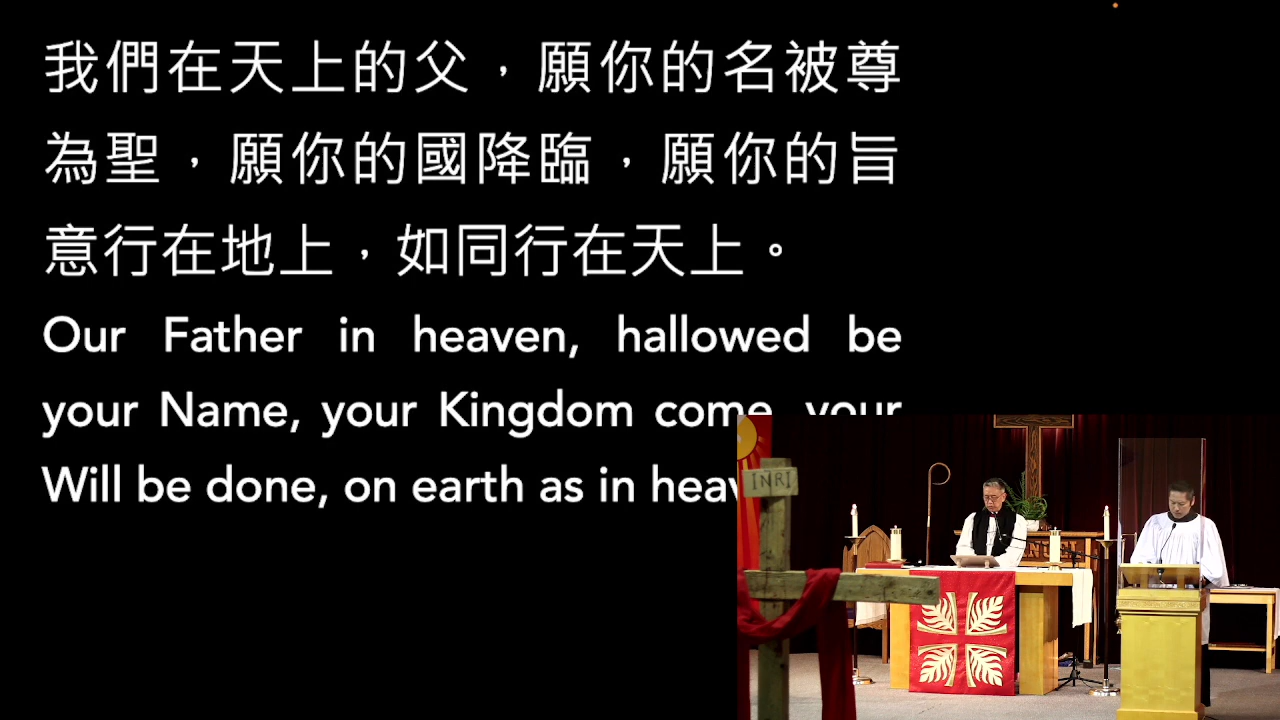 我們在天上的父，願你的名被尊
為聖，願你的國降臨，願你的旨
意行在地上，如同行在天上。
Our Father in heaven, hallowed be
your Name, your Kingdom come, your
Will be done, on earth as in
INRI